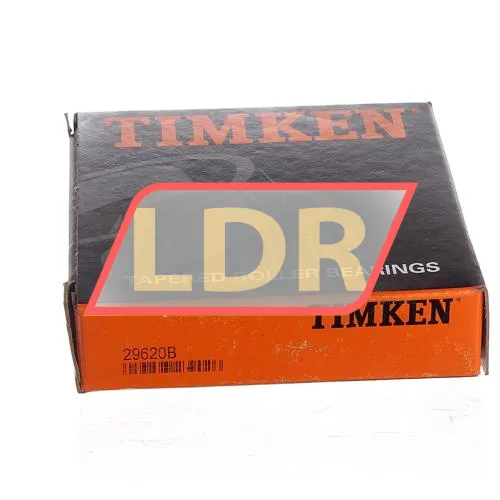 TIMKEN
LDR
TAPERED ROLLER BEARINGS
TIMKEN
29620B